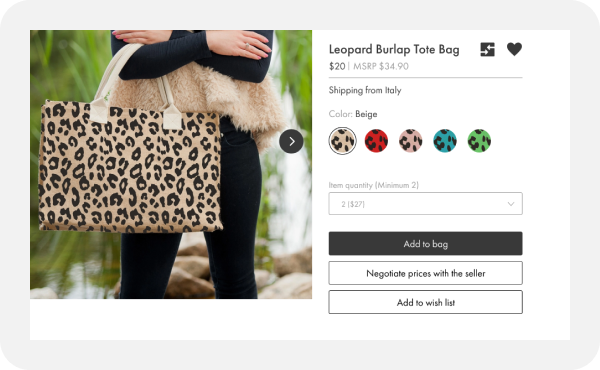 Leopard Burlap Tote Bag
$20 | MSRP $34.90
Shipping from Italy
Color: Beige
Item quantity (Minimum 2)
2 ($27)
Add to bag
Negotiate prices with the seller
Add to wish list